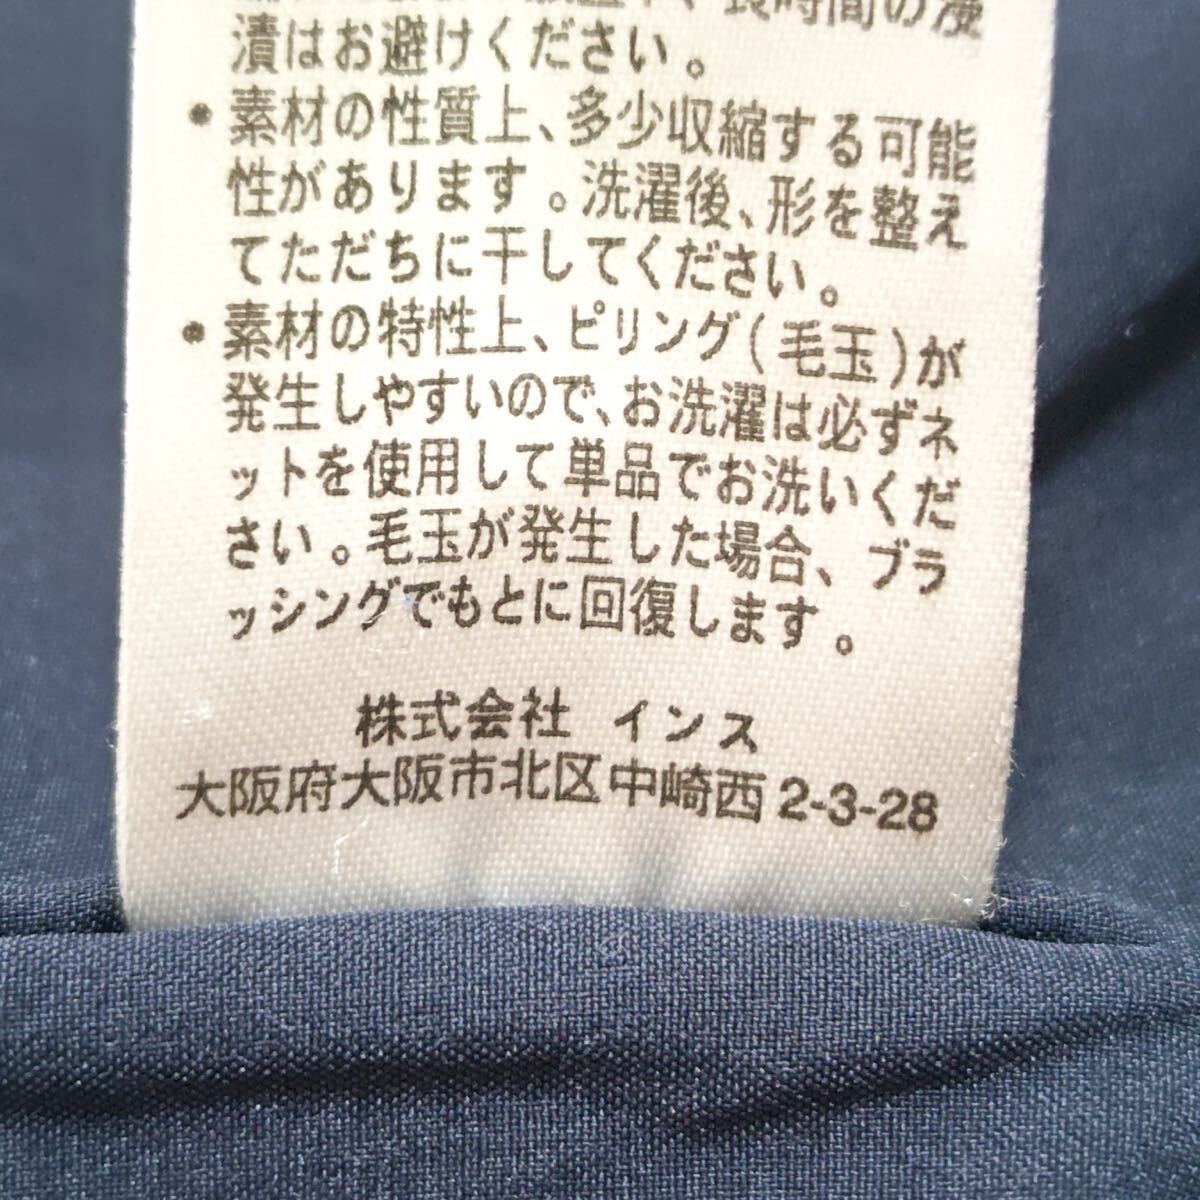 長時間の浸
漬はお避けください。
• 素材の性質上、多少収縮する可能
性があります。洗濯後、形を整え
てただちに干してください。
• 素材の特性上、ピリング(毛玉)が
発生しやすいので、お洗濯は必ずネ
ットを使用して単品でお洗いくだ
さい。毛玉が発生した場合、ブラ
ッシングでもとに回復します。
株式会社 インス
大阪府大阪市北区中崎西2-3-28